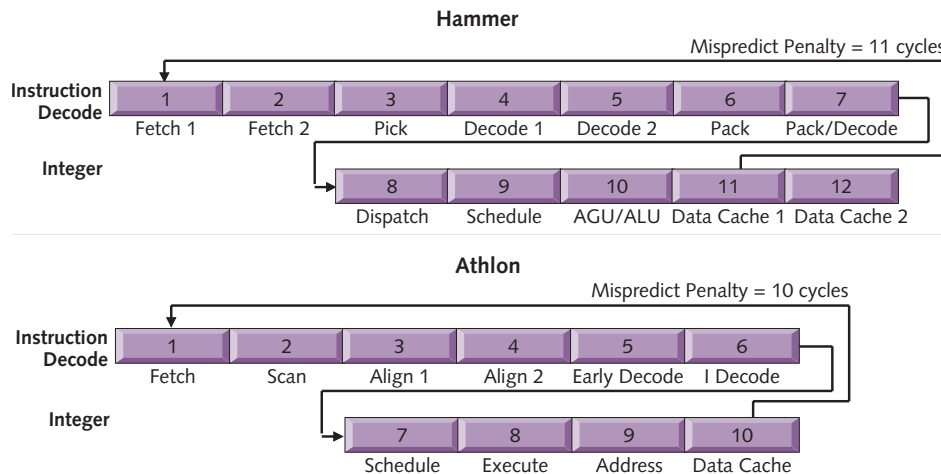 Hammer
Mispredict Penalty = 11 cycles
Instruction
Decode
1 2 3 4 5 6 7
Fetch 1 Fetch 2 Pick Decode 1 Decode 2 Pack Pack/Decode
Integer
8 9 10 11 12
Dispatch Schedule AGU/ALU Data Cache 1 Data Cache 2
Athlon
Mispredict Penalty = 10 cycles
Instruction
Decode
1 2 3 4 5 6
Fetch Scan Align 1 Align 2 Early Decode I Decode
Integer
7 8 9 10
Schedule Execute Address Data Cache